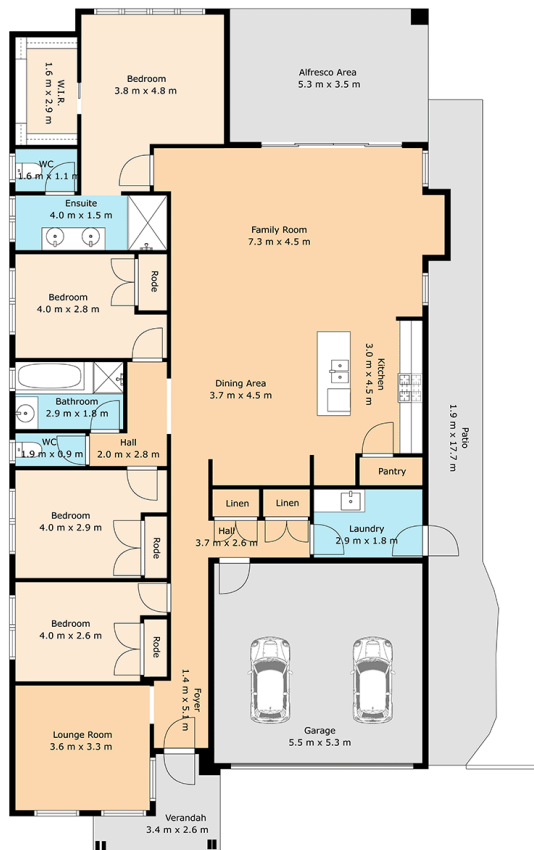 Bedroom
3.8 m x 4.8 m
Alfresco Area
5.3 m x 3.5 m
W.I.R.
1.6 m x 2.9 m
WC
1.6 m x 1.1 m
Ensuite
4.0 m x 1.5 m
Family Room
7.3 m x 4.5 m
Bedroom
4.0 m x 2.8 m
Rode
Kitchen
3.0 m x 4.5 m
Dining Area
3.7 m x 4.5 m
Bathroom
2.9 m x 1.8 m
Patio
1.9 m x 17.7 m
WC
1.9 m x 0.9 m
Hall
2.0 m x 2.8 m
Pantry
Linen
Linen
Bedroom
4.0 m x 2.9 m
Rode
Hall
3.7 m x 2.6 m
Laundry
2.9 m x 1.8 m
Bedroom
4.0 m x 2.6 m
Rode
Foyer
1.4 m x 5.1 m
Lounge Room
3.6 m x 3.3 m
Garage
5.5 m x 5.3 m
Verandah
3.4 m x 2.6 m